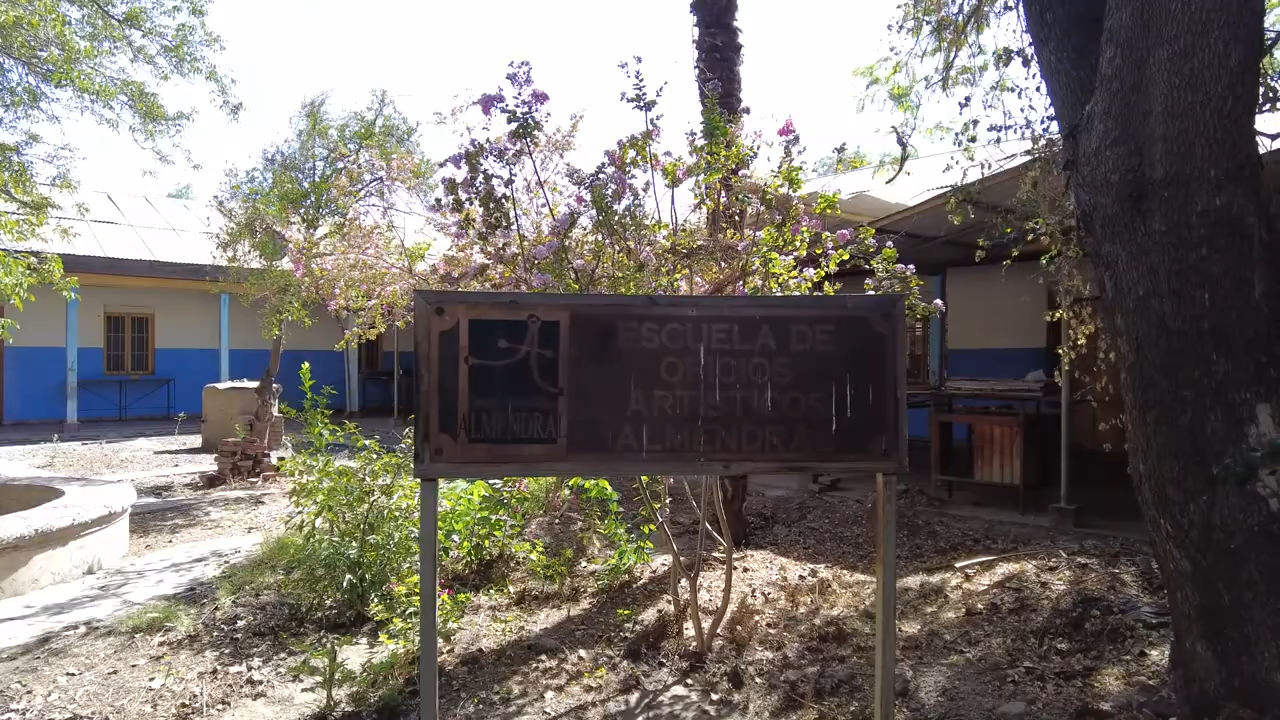 ALMENDRAL
ESCUELA DE
OFICIOS
ARTISTICOS
ALMENDRAL